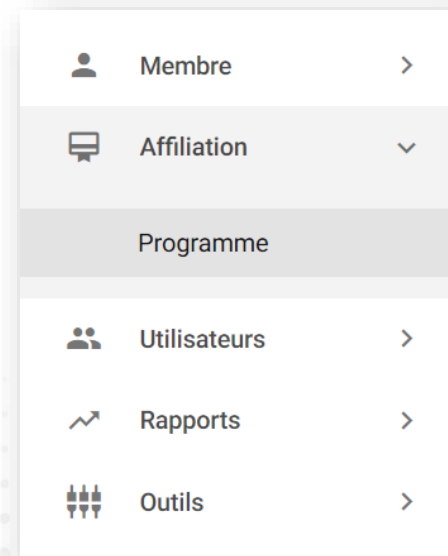 Membre
Affiliation
Programme
Utilisateurs
Rapports
Outils